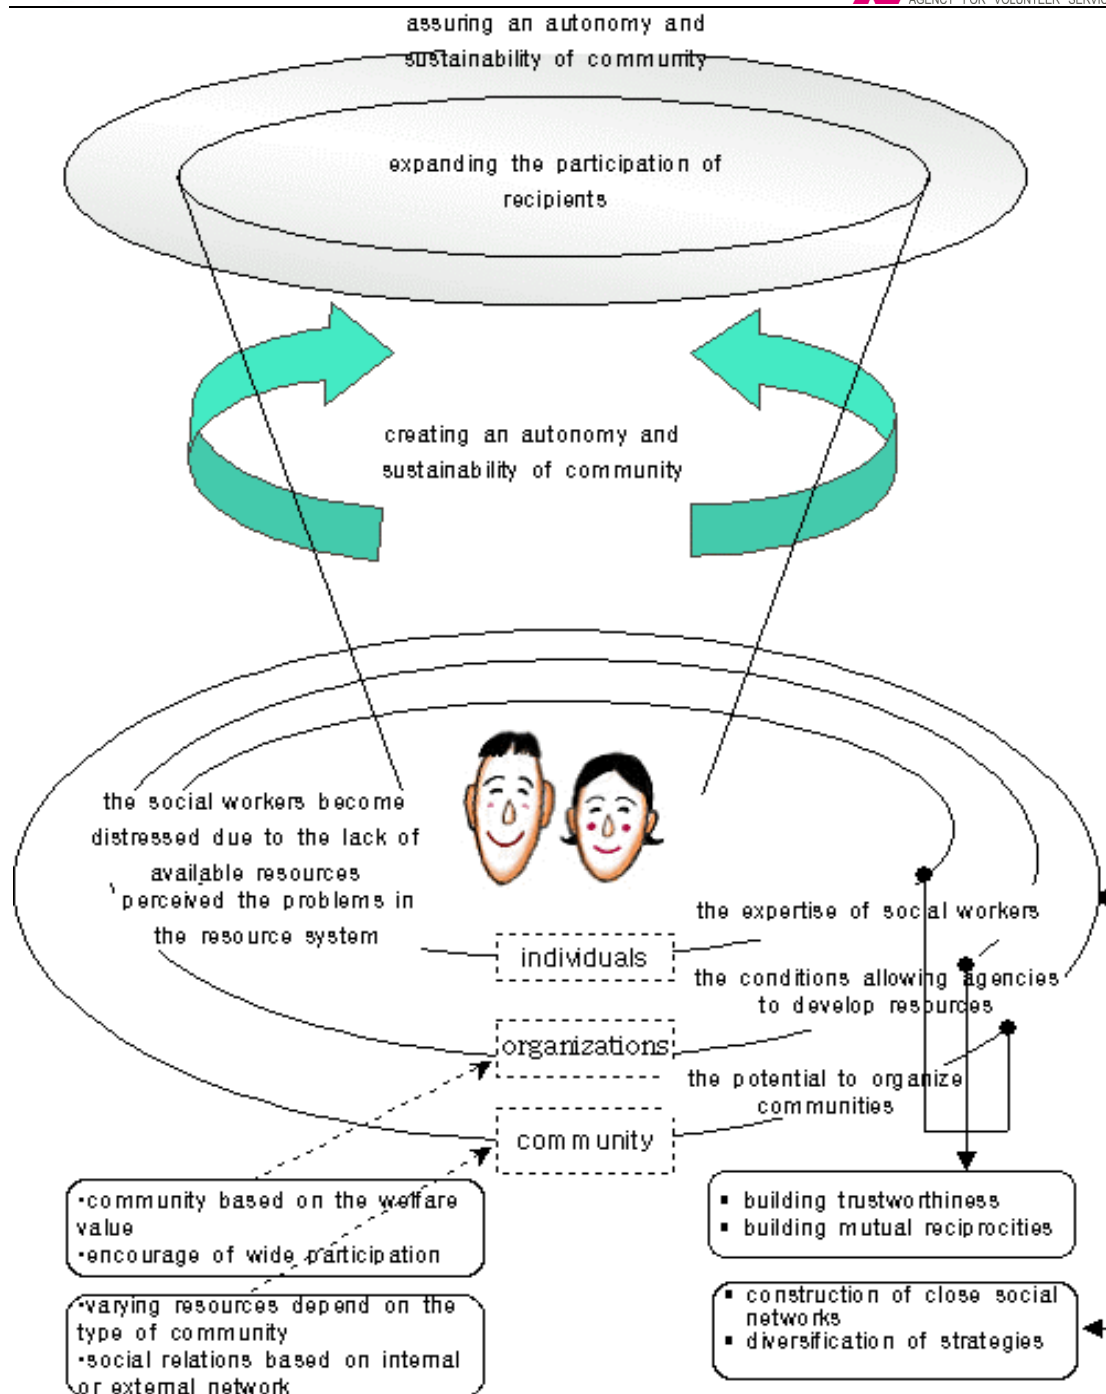 AGENCY FOR VOLUNTEER SERVICE
assuring an autonomy and
sustainability of community
expanding the participation of
recipients
creating an autonomy and
sustainability of community
the social workers become
distressed due to the lack of
available resources
perceived the problems in
the resource system
the expertise of social workers
individuals
the conditions allowing agencies
to develop resources
organizations
the potential to organize
communities
community
•community based on the welfare
value
•encourage of wide participation
▪ building trustworthiness
▪ building mutual reciprocities
•varying resources depend on the
type of community
•social relations based on internal
or external network
▪ construction of close social
networks
▪ diversification of strategies